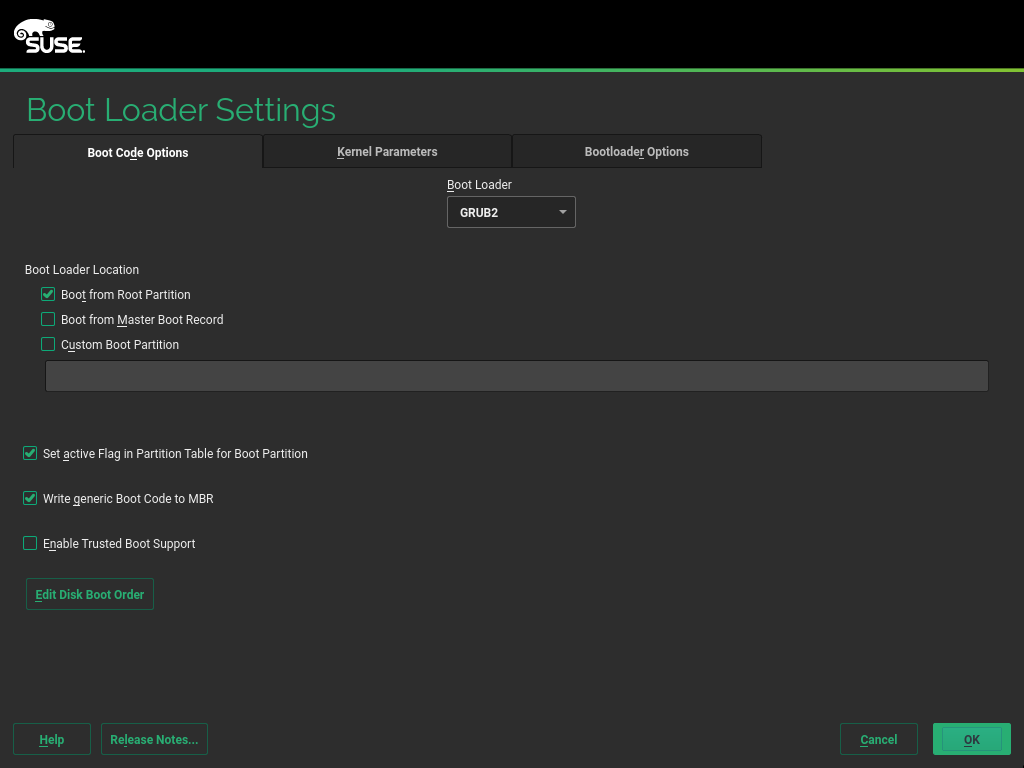 SUSE.
Boot Loader Settings
Boot Code Options
Kernel Parameters
Bootloader Options
Boot Loader
GRUB2
Boot Loader Location
Boot from Root Partition
Boot from Master Boot Record
Custom Boot Partition
Set active Flag in Partition Table for Boot Partition
Write generic Boot Code to MBR
Enable Trusted Boot Support
Edit Disk Boot Order
Help
Release Notes...
Cancel
OK